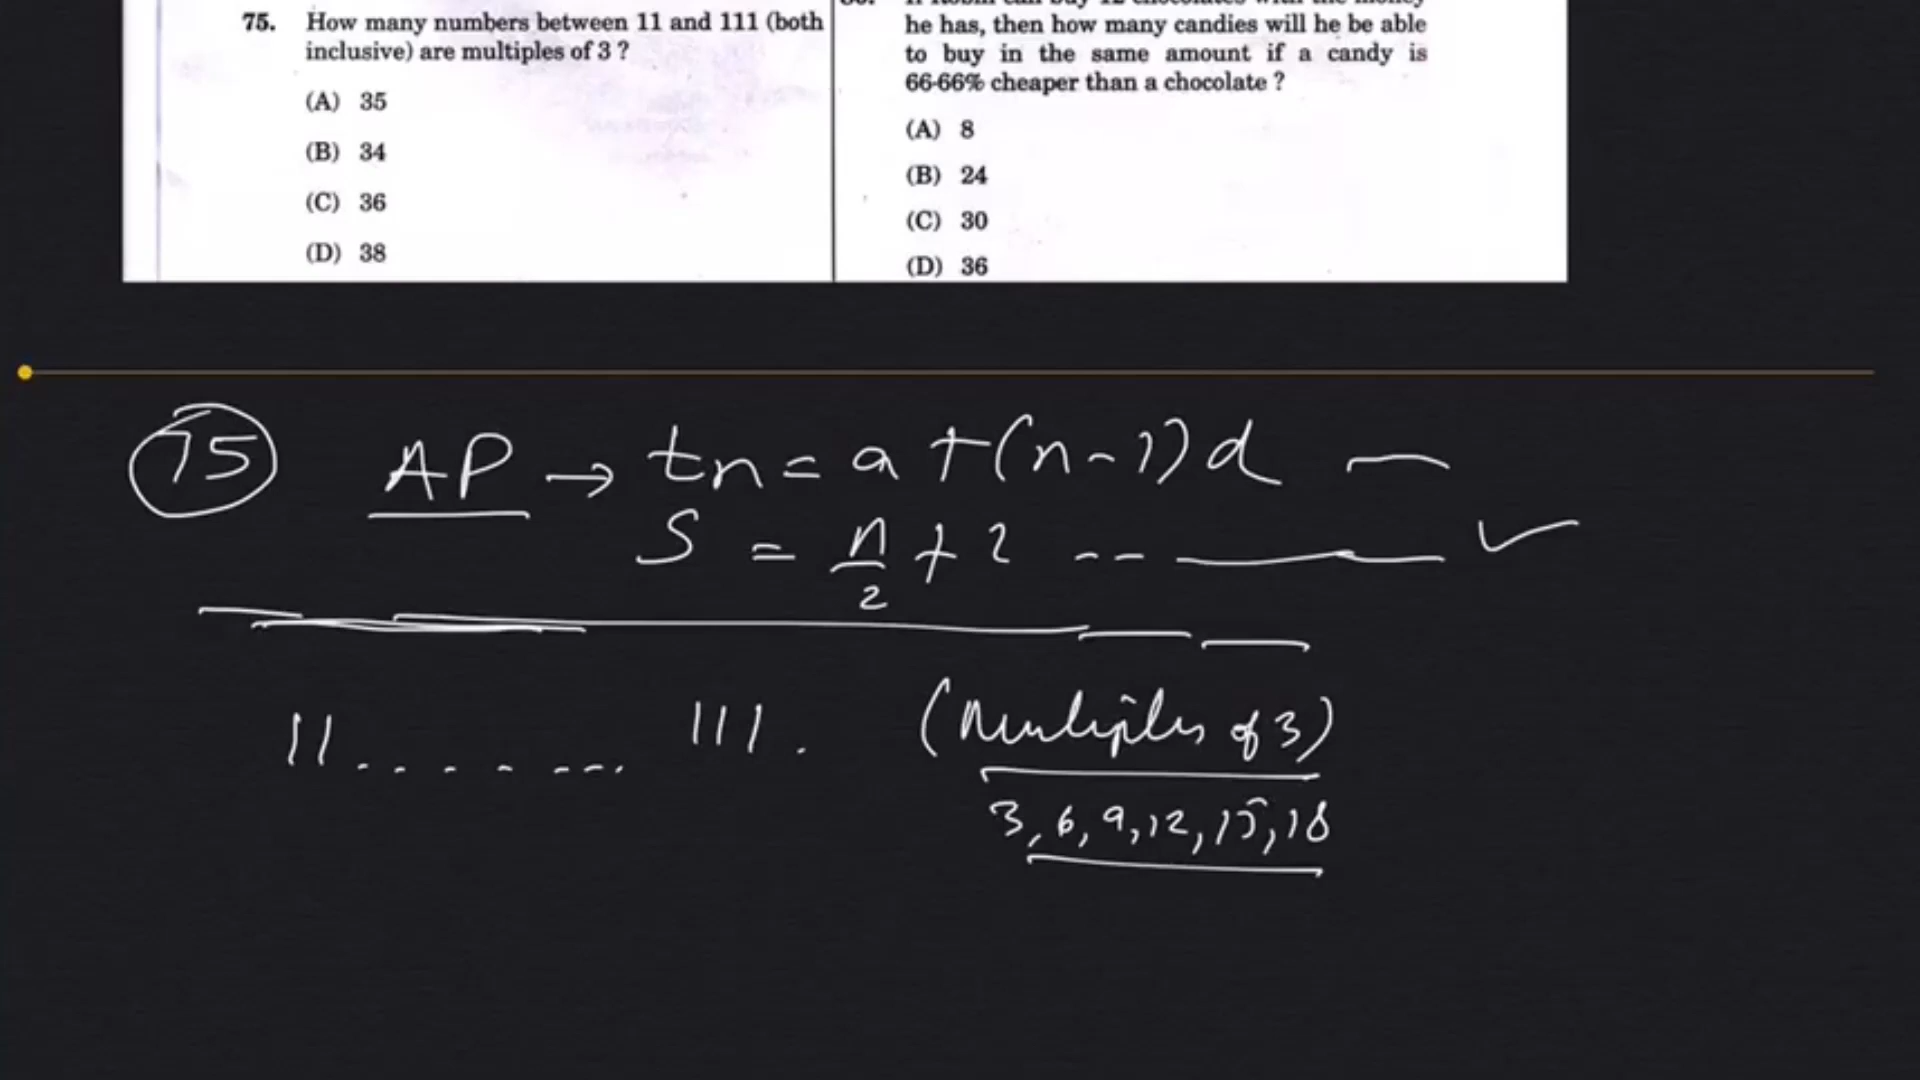 75. How many numbers between 11 and 111 (both
inclusive) are multiples of 3 ?
(A) 35
(B) 34
(C) 36
(D) 38
he has, then how many candies will he be able
to buy in the same amount if a candy is
66·66% cheaper than a chocolate ?
(A) 8
(B) 24
(C) 30
(D) 36
75 AP → tn = a + (n-1)d —
S = n/2 + 2 -- —— ✓
11 . . - - --. 111. (Multiples of 3)
3, 6, 9, 12, 15, 18